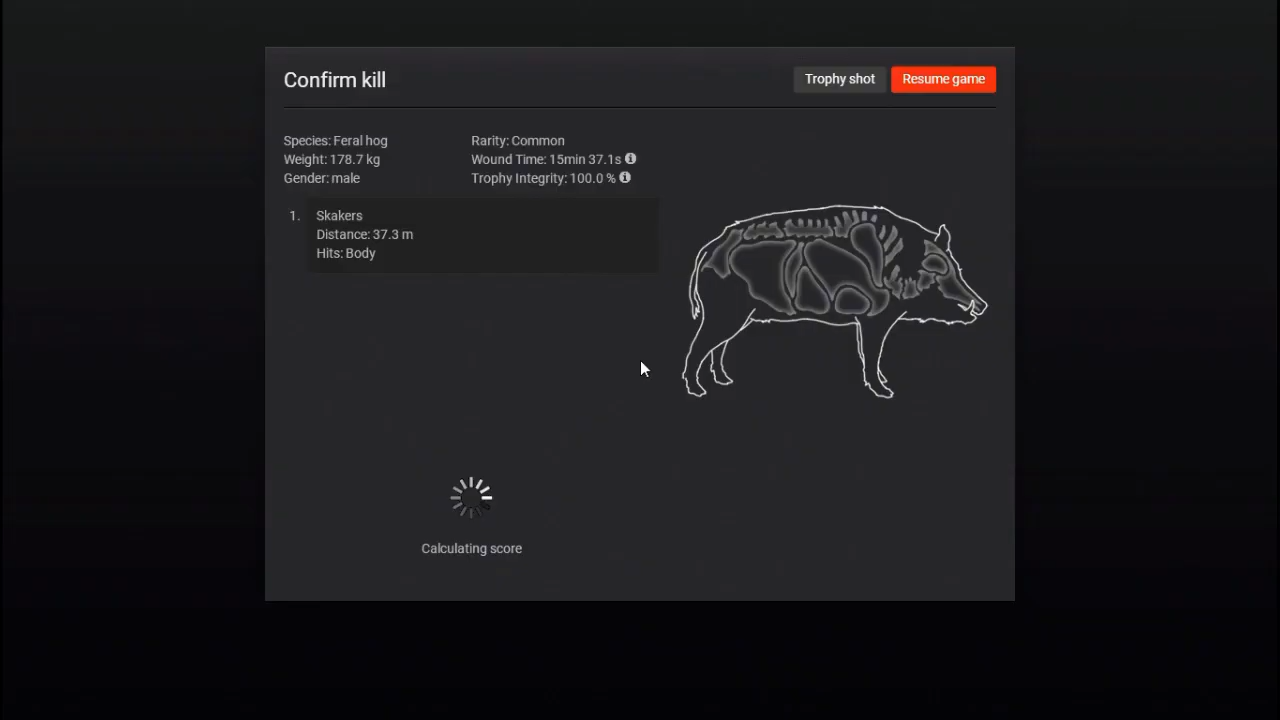 Confirm kill
Trophy shot
Resume game
Species: Feral hog
Weight: 178.7 kg
Gender: male
Rarity: Common
Wound Time: 15min 37.1s
Trophy Integrity: 100.0 %
1. Skakers
Distance: 37.3 m
Hits: Body
Calculating score